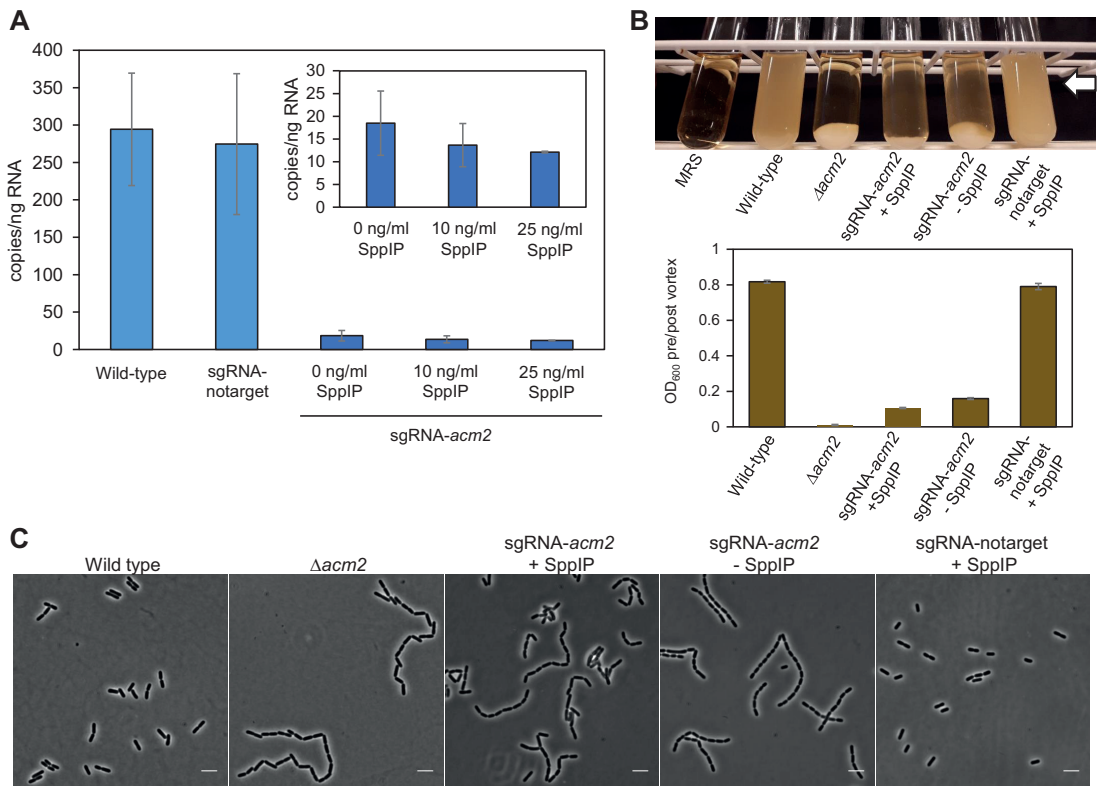 A
400
350
300
250
200
150
100
50
0
copies/ng RNA
Wild-type
sgRNA-
notarget
0 ng/ml
SppIP
10 ng/ml
SppIP
25 ng/ml
SppIP
sgRNA-acm2
30
25
20
15
10
5
0
copies/ng RNA
0 ng/ml
SppIP
10 ng/ml
SppIP
25 ng/ml
SppIP
B
MRS
Wild-type
Δacm2
sgRNA-acm2
+ SppIP
sgRNA-acm2
- SppIP
sgRNA-
notarget
+ SppIP
1
0.8
0.6
0.4
0.2
0
OD600 pre/post vortex
Wild-type
Δacm2
sgRNA-acm2
+SppIP
sgRNA-acm2
- SppIP
sgRNA-
notarget
+ SppIP
C
Wild type
Δacm2
sgRNA-acm2
+ SppIP
sgRNA-acm2
- SppIP
sgRNA-notarget
+ SppIP